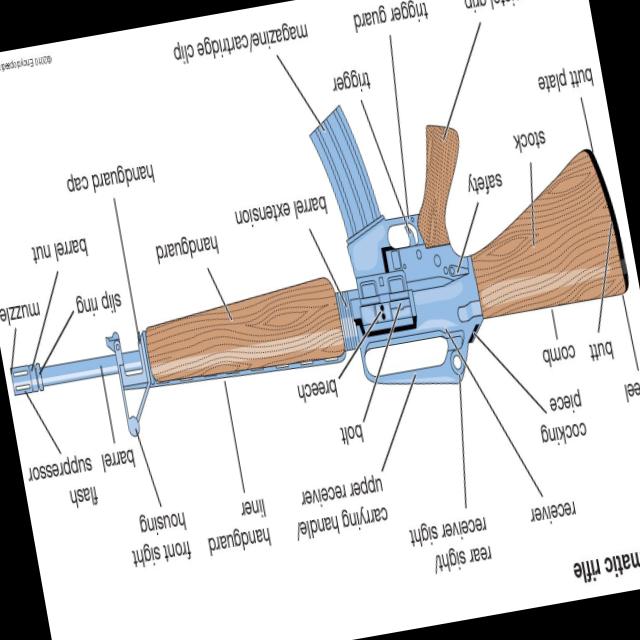 matic rifle
rear sight/
receiver sight
receiver
front sight
housing
handguard
liner
carrying handle/
upper receiver
cocking
piece
flash
suppressor
barrel
bolt
breech
heel
butt
comb
muzzle
slip ring
barrel nut
handguard
barrel extension
handguard cap
safety
stock
butt plate
trigger
trigger guard
magazine/cartridge clip
pistol grip
©2010 Encyclopædia